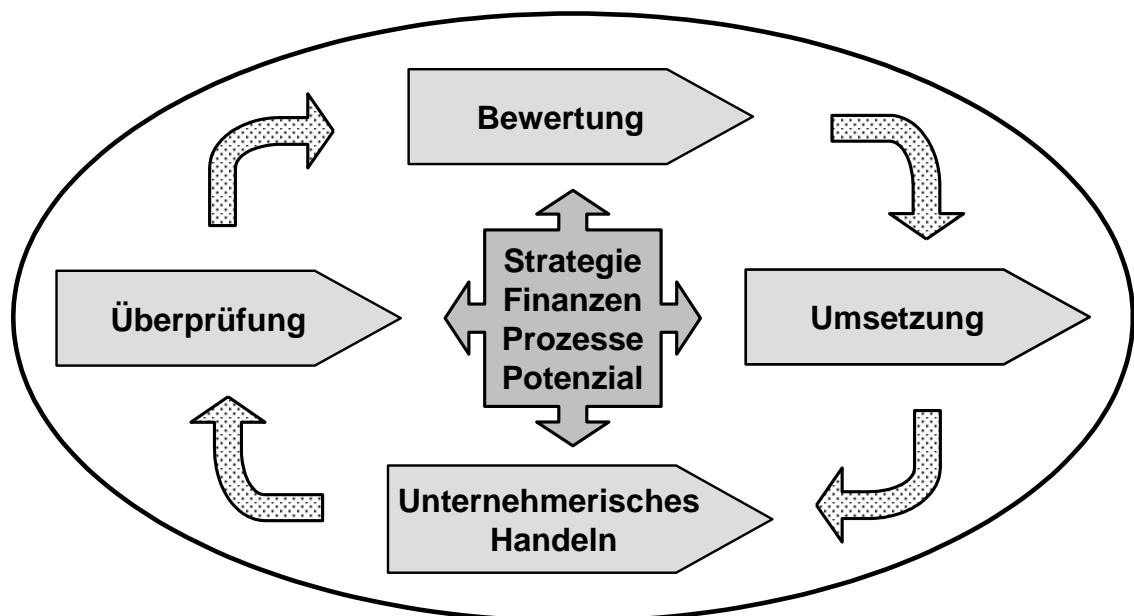 Bewertung
Überprüfung
Strategie
Finanzen
Prozesse
Potenzial
Umsetzung
Unternehmerisches
Handeln